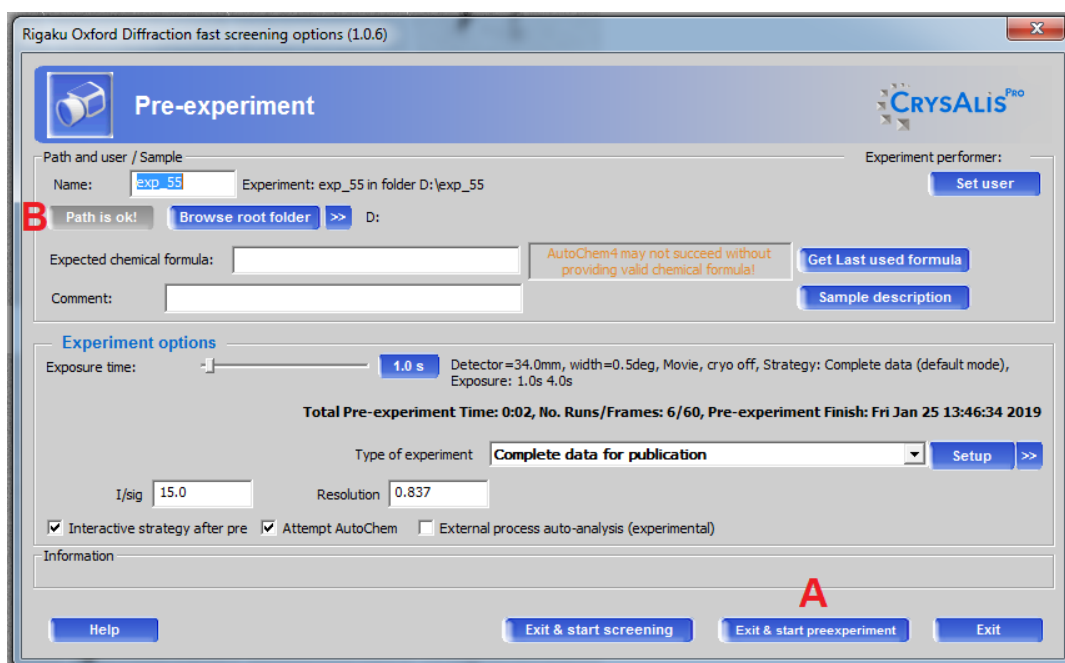 Rigaku Oxford Diffraction fast screening options (1.0.6)
x
Pre-experiment
CRYSALIS PRO
Path and user / Sample
Experiment performer:
Name:
exp_55
Experiment: exp_55 in folder D:\exp_55
Set user
B
Path is ok!
Browse root folder
>>
D:
Expected chemical formula:
AutoChem4 may not succeed without
providing valid chemical formula!
Get Last used formula
Comment:
Sample description
Experiment options
Exposure time:
1.0 s
Detector=34.0mm, width=0.5deg, Movie, cryo off, Strategy: Complete data (default mode),
Exposure: 1.0s 4.0s
Total Pre-experiment Time: 0:02, No. Runs/Frames: 6/60, Pre-experiment Finish: Fri Jan 25 13:46:34 2019
Type of experiment
Complete data for publication
Setup
>>
I/sig
15.0
Resolution
0.837
Interactive strategy after pre
Attempt AutoChem
External process auto-analysis (experimental)
Information
A
Help
Exit & start screening
Exit & start preexperiment
Exit